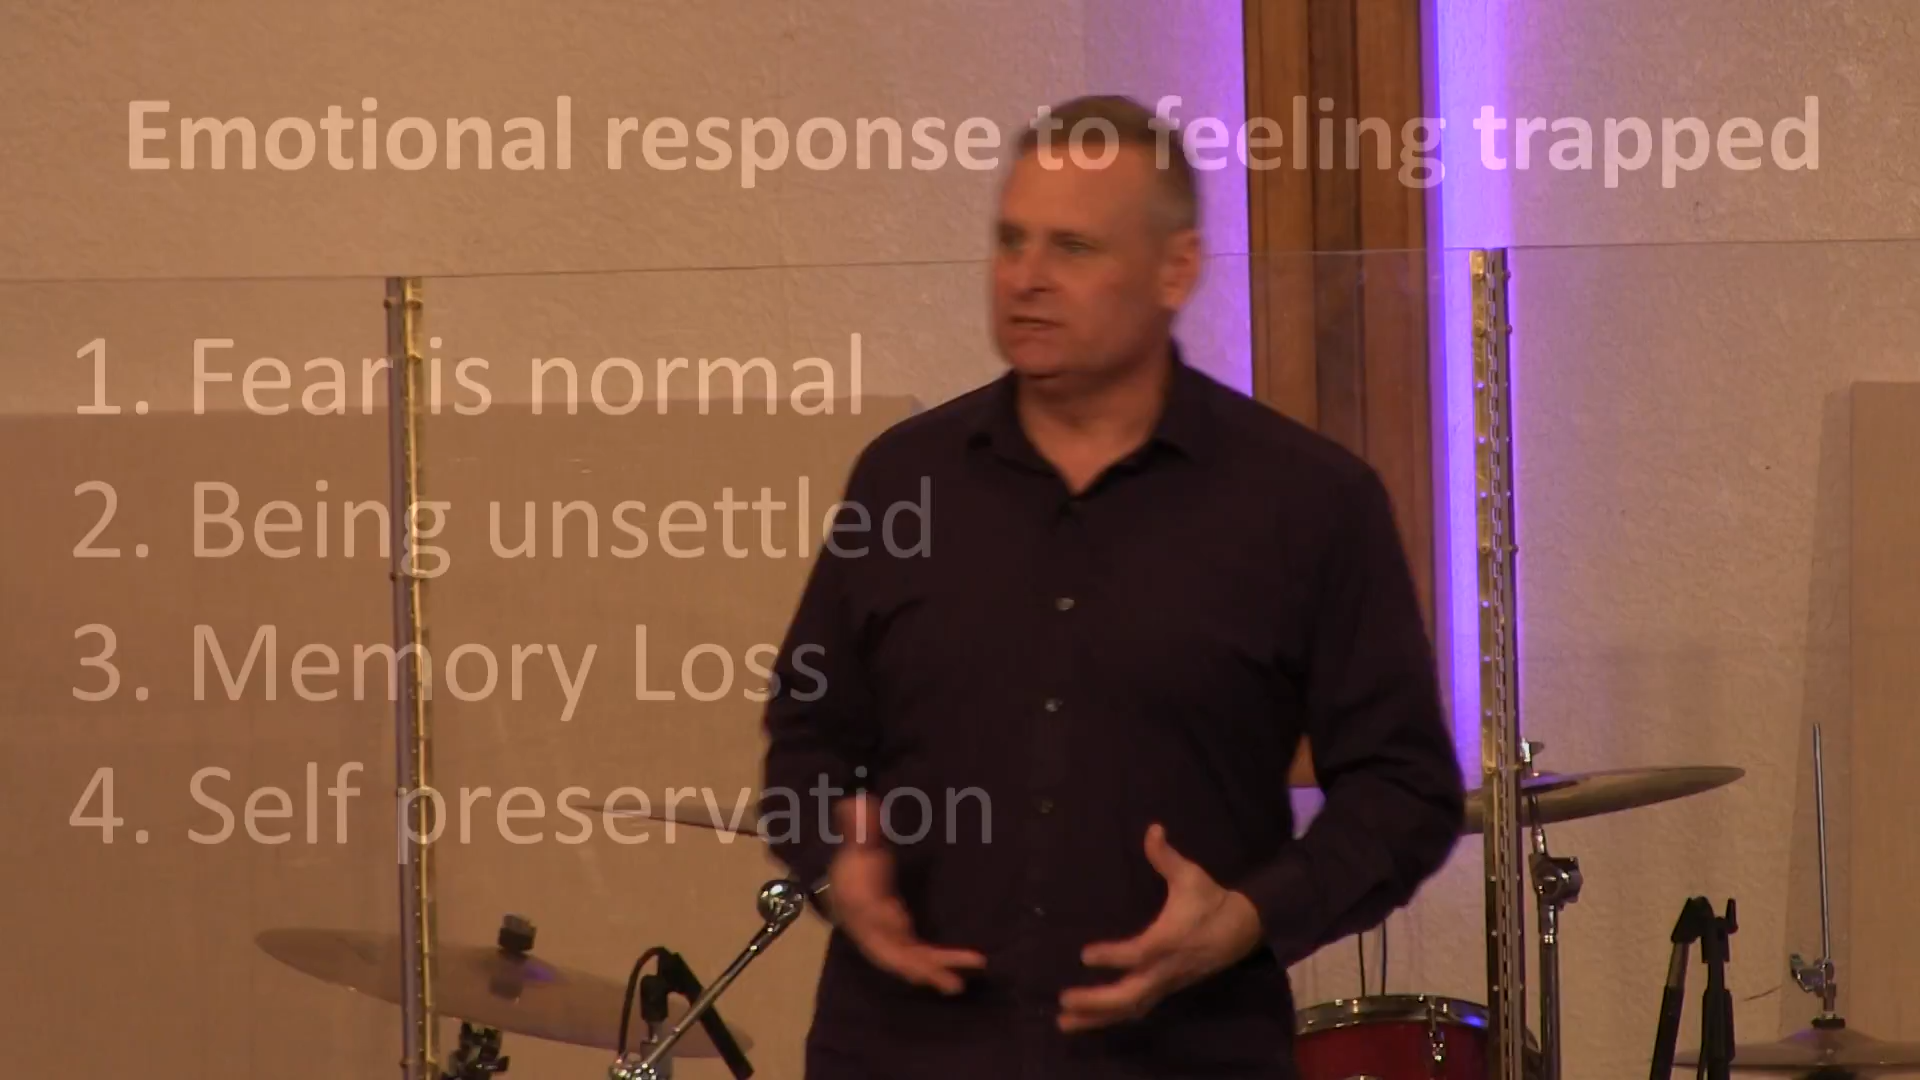 Emotional response to feeling trapped
1. Fear is normal
2. Being unsettled
3. Memory Loss
4. Self preservation